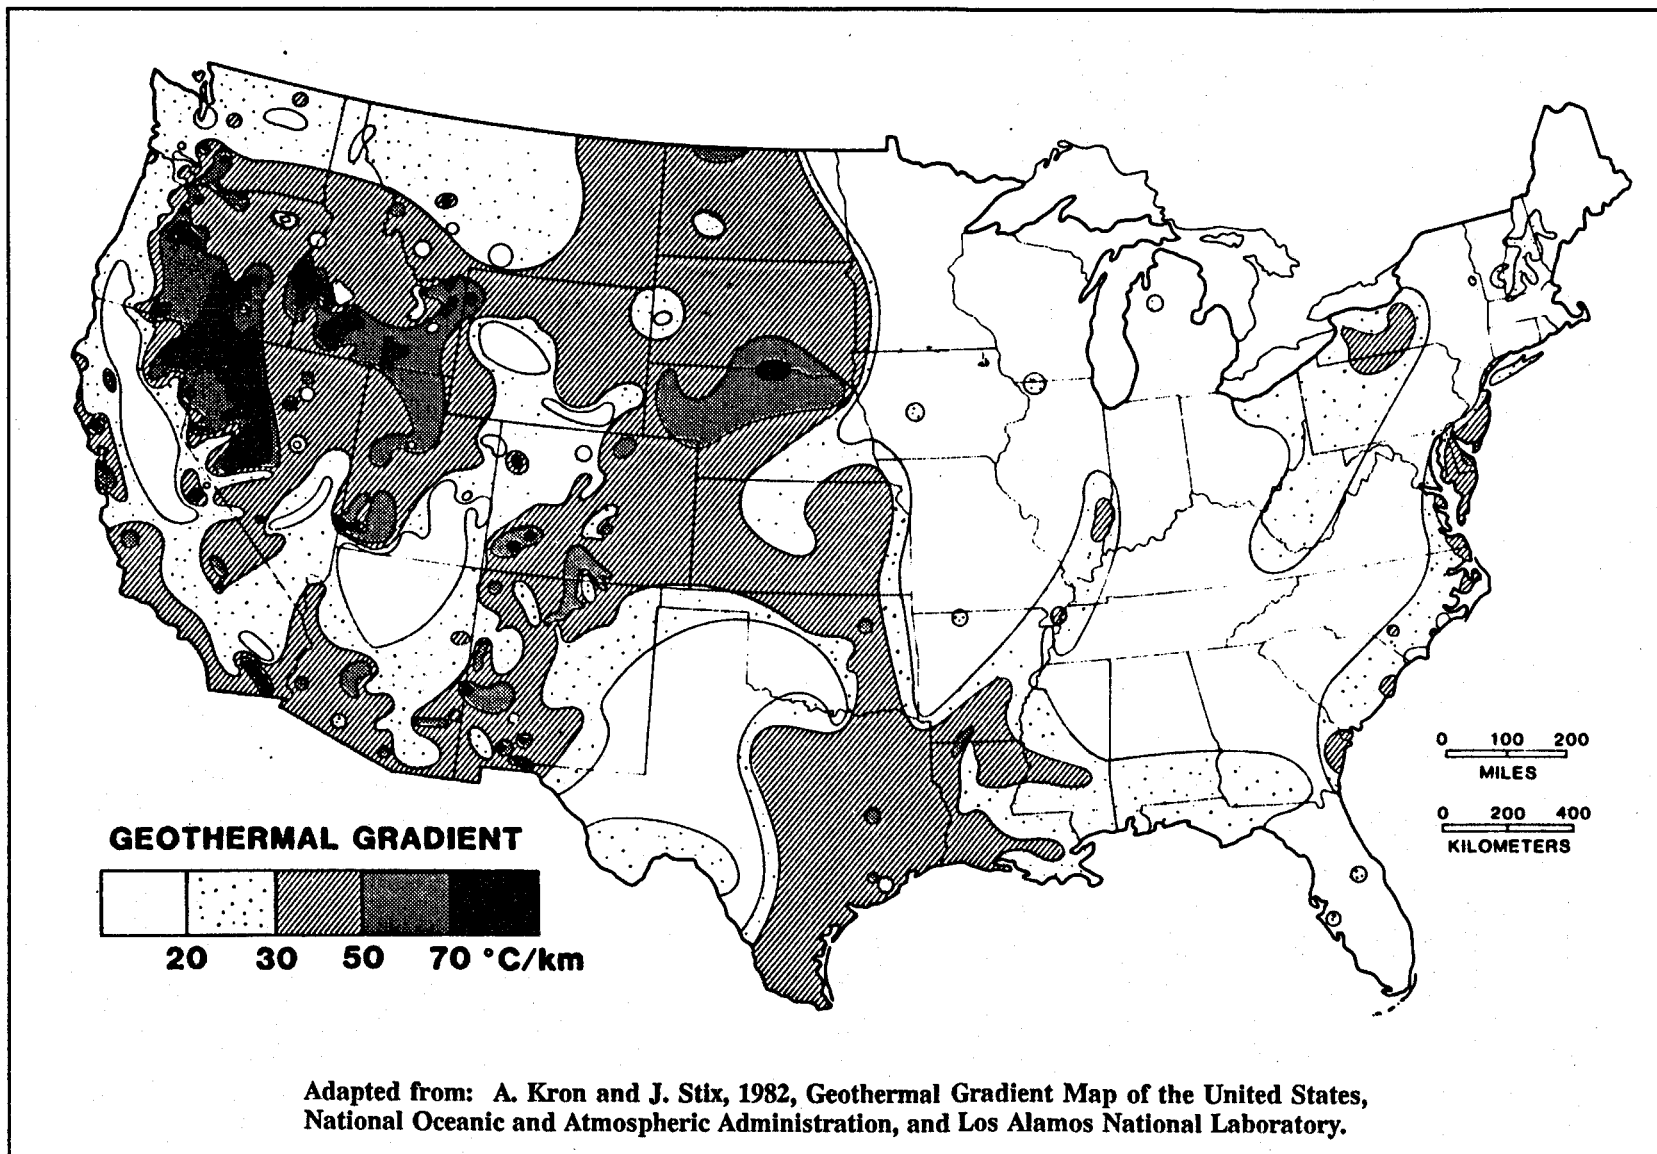 0 100 200
MILES
0 200 400
KILOMETERS
GEOTHERMAL GRADIENT
20 30 50 70 °C/km
Adapted from: A. Kron and J. Stix, 1982, Geothermal Gradient Map of the United States,
National Oceanic and Atmospheric Administration, and Los Alamos National Laboratory.